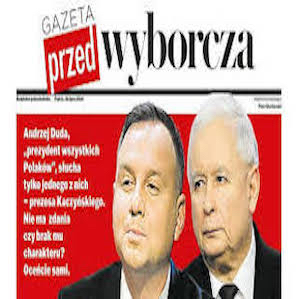 GAZETA
przed wyborcza
Andrzej Duda,
„prezydent wszystkich
Polaków”, słucha
tylko jednego z nich
– prezesa Kaczyńskiego.
Nie ma zdania
czy brak mu
charakteru?
Oceńcie sami.